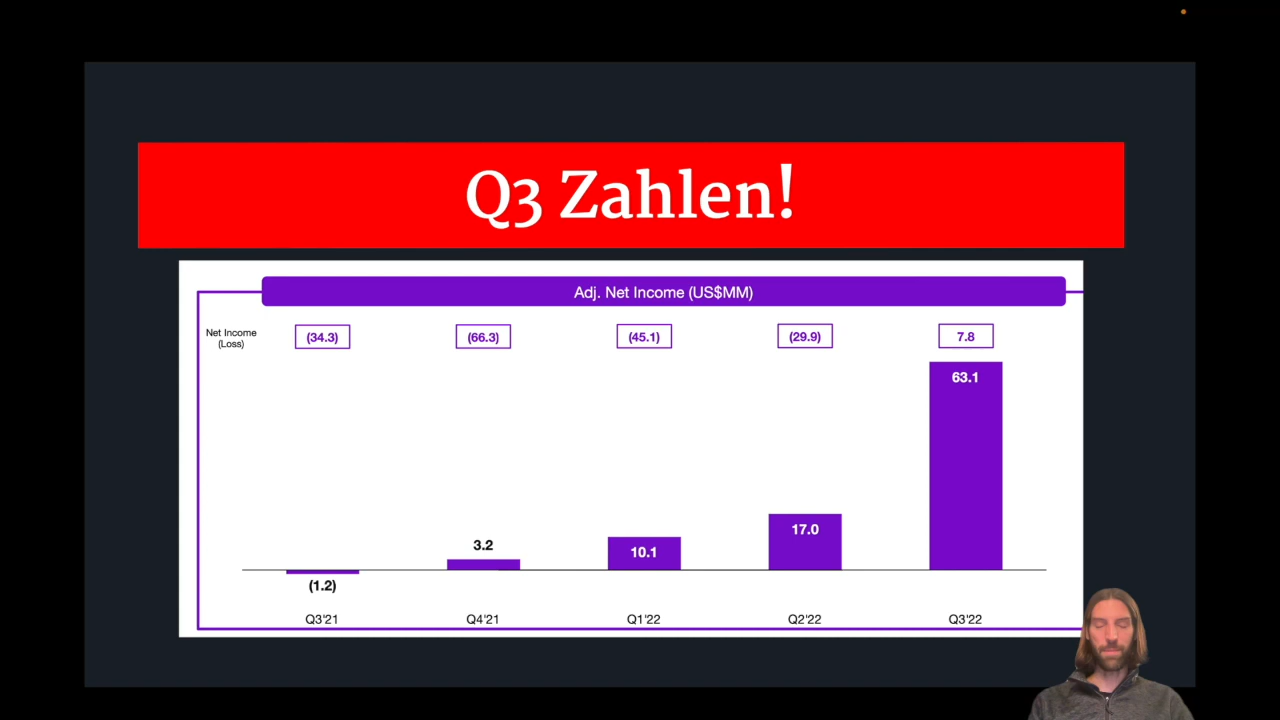 Q3 Zahlen!
Adj. Net Income (US$MM)
Net Income
(Loss)
(34.3) (66.3) (45.1) (29.9) 7.8
63.1
17.0
3.2
10.1
(1.2)
Q3'21 Q4'21 Q1'22 Q2'22 Q3'22